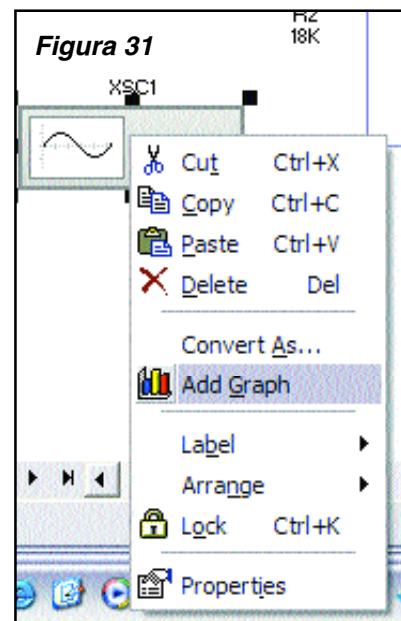 R2
18K
Figura 31
XSC1
Cut Ctrl+X
Copy Ctrl+C
Paste Ctrl+V
Delete Del
Convert As...
Add Graph
Label
Arrange
Lock Ctrl+K
Properties